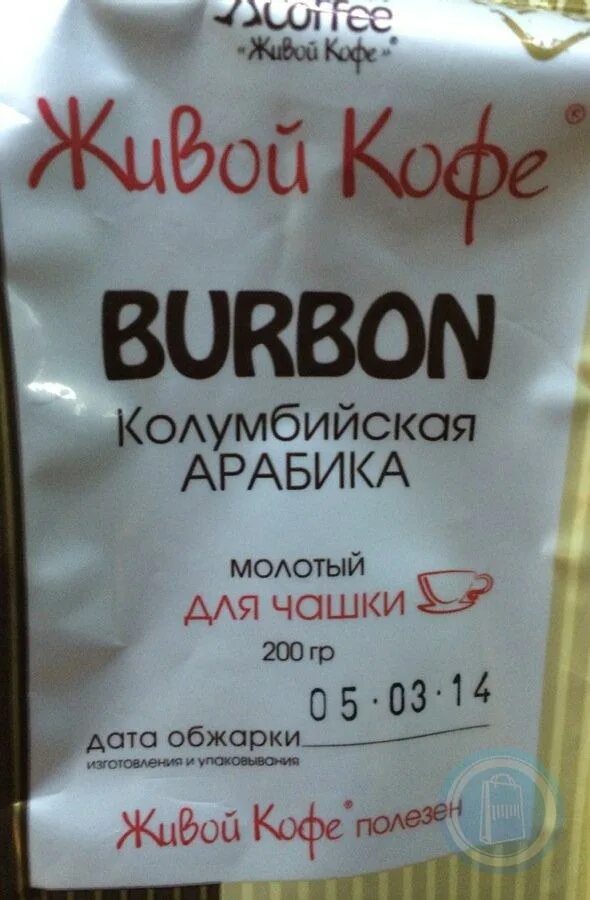 coffee
«Живой Кофе»®
Живой Кофе®
BURBON
Колумбийская
АРАБИКА
молотый
для чашки
200 гр
05·03·14
дата обжарки
изготовления и упаковывания
Живой Кофе® полезен